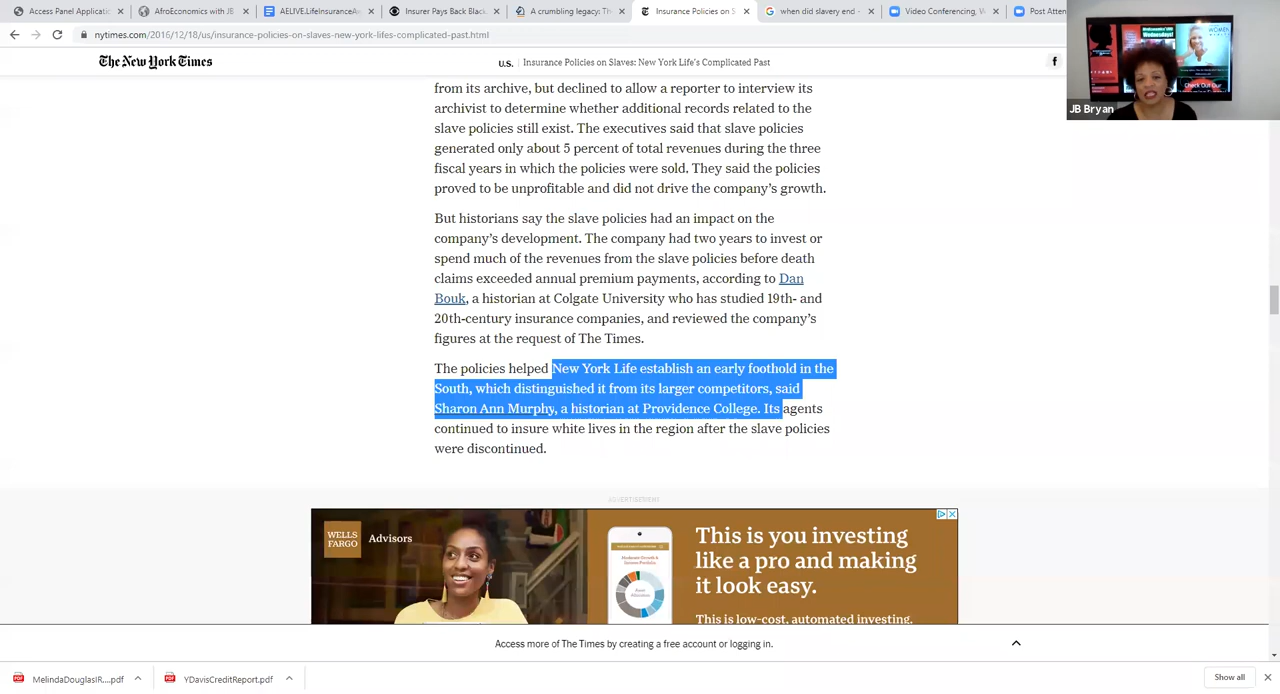 Access Panel Applicatio
AfroEconomics with JB
AELIVE.LifeInsuranceAw
Insurer Pays Back Black
A crumbling legacy: Th
Insurance Policies on S
when did slavery end -
Video Conferencing, W
Post Atten
nytimes.com/2016/12/18/us/insurance-policies-on-slaves-new-york-lifes-complicated-past.html
The New York Times
U.S. | Insurance Policies on Slaves: New York Life's Complicated Past
f
from its archive, but declined to allow a reporter to interview its
archivist to determine whether additional records related to the
slave policies still exist. The executives said that slave policies
generated only about 5 percent of total revenues during the three
fiscal years in which the policies were sold. They said the policies
proved to be unprofitable and did not drive the company's growth.
But historians say the slave policies had an impact on the
company's development. The company had two years to invest or
spend much of the revenues from the slave policies before death
claims exceeded annual premium payments, according to Dan
Bouk, a historian at Colgate University who has studied 19th- and
20th-century insurance companies, and reviewed the company's
figures at the request of The Times.
The policies helped New York Life establish an early foothold in the
South, which distinguished it from its larger competitors, said
Sharon Ann Murphy, a historian at Providence College. Its agents
continued to insure white lives in the region after the slave policies
were discontinued.
ADVERTISEMENT
WELLS
FARGO
Advisors
This is you investing
like a pro and making
it look easy.
This is low-cost, automated investing.
Access more of The Times by creating a free account or logging in.
MelindaDouglasIR....pdf
YDavisCreditReport.pdf
Show all
JB Bryan
Wednesdays!
WOMEN
Check Out Our